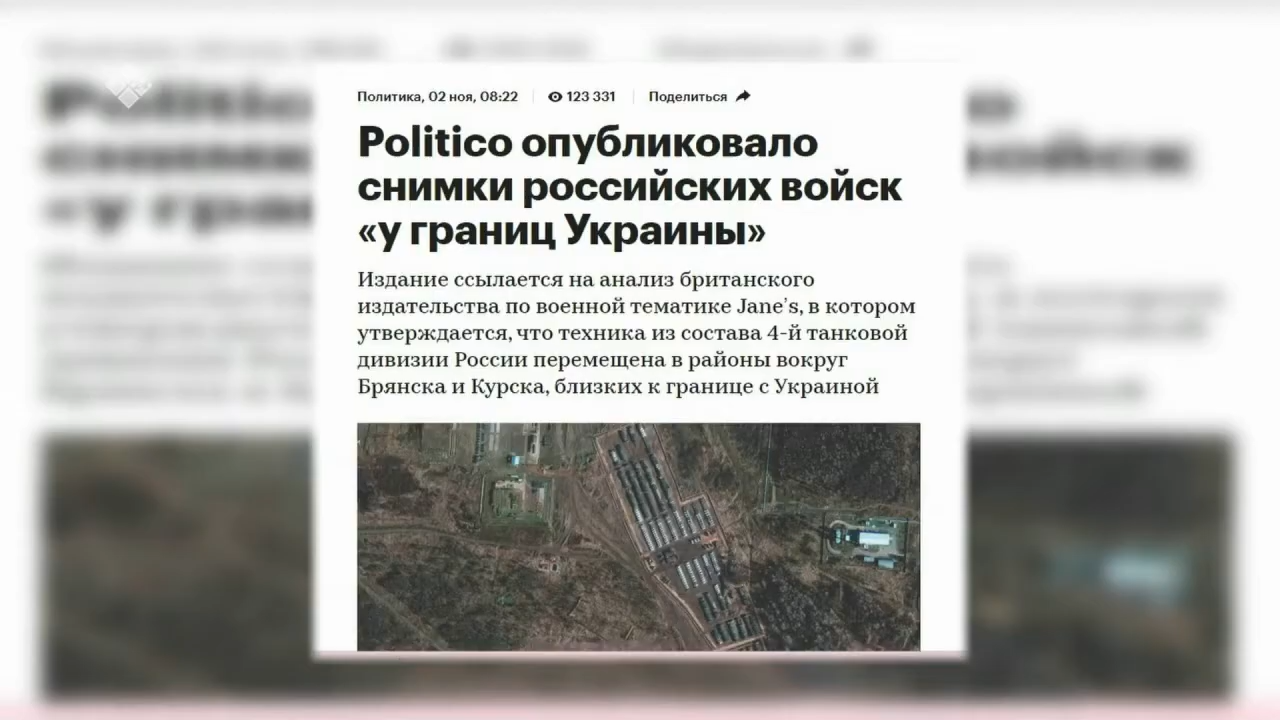 Политика, 02 ноя, 08:22
123 331
Поделиться
Politico опубликовало
снимки российских войск
«у границ Украины»
Издание ссылается на анализ британского
издательства по военной тематике Jane's, в котором
утверждается, что техника из состава 4-й танковой
дивизии России перемещена в районы вокруг
Брянска и Курска, близких к границе с Украиной